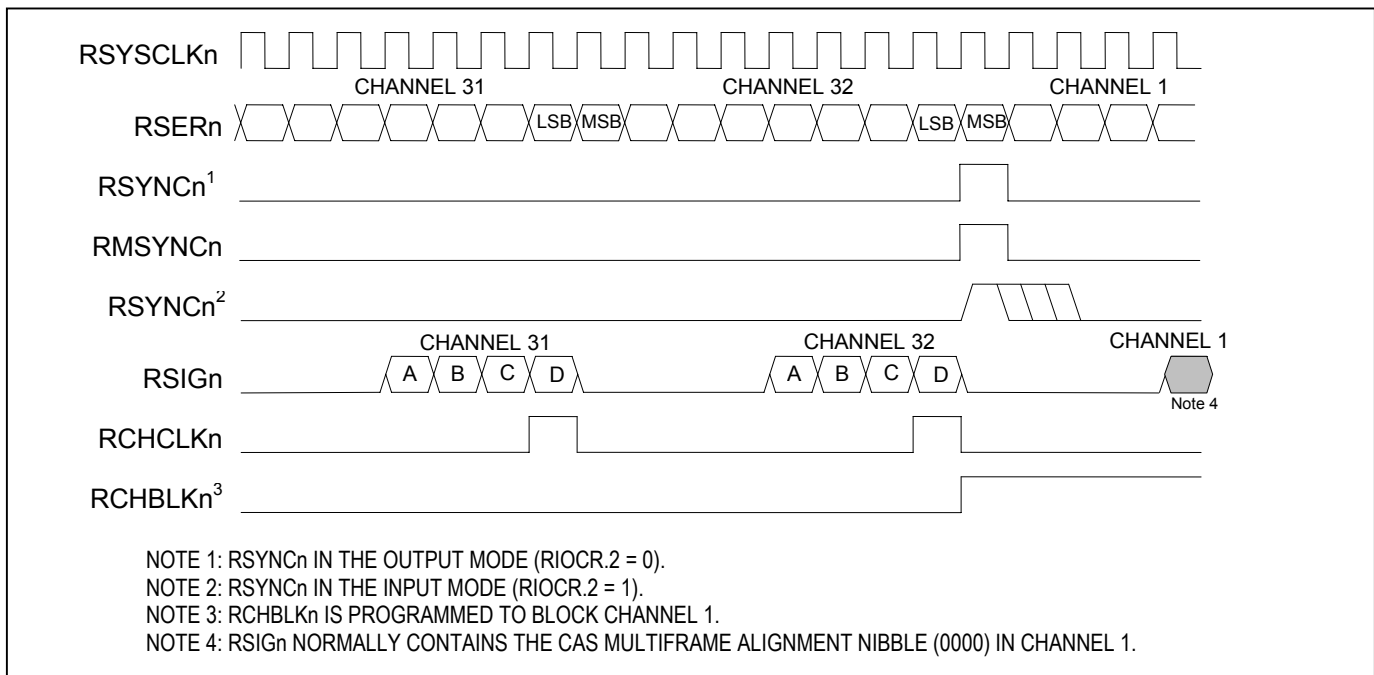 RSYSCLKn
CHANNEL 31 CHANNEL 32 CHANNEL 1
RSERn LSB MSB LSB MSB
RSYNCn1
RMSYNCn
RSYNCn2
CHANNEL 31 CHANNEL 32 CHANNEL 1
RSIGn A B C D A B C D
Note 4
RCHCLKn
RCHBLKn3
NOTE 1: RSYNCn IN THE OUTPUT MODE (RIOCR.2 = 0).
NOTE 2: RSYNCn IN THE INPUT MODE (RIOCR.2 = 1).
NOTE 3: RCHBLKn IS PROGRAMMED TO BLOCK CHANNEL 1.
NOTE 4: RSIGn NORMALLY CONTAINS THE CAS MULTIFRAME ALIGNMENT NIBBLE (0000) IN CHANNEL 1.